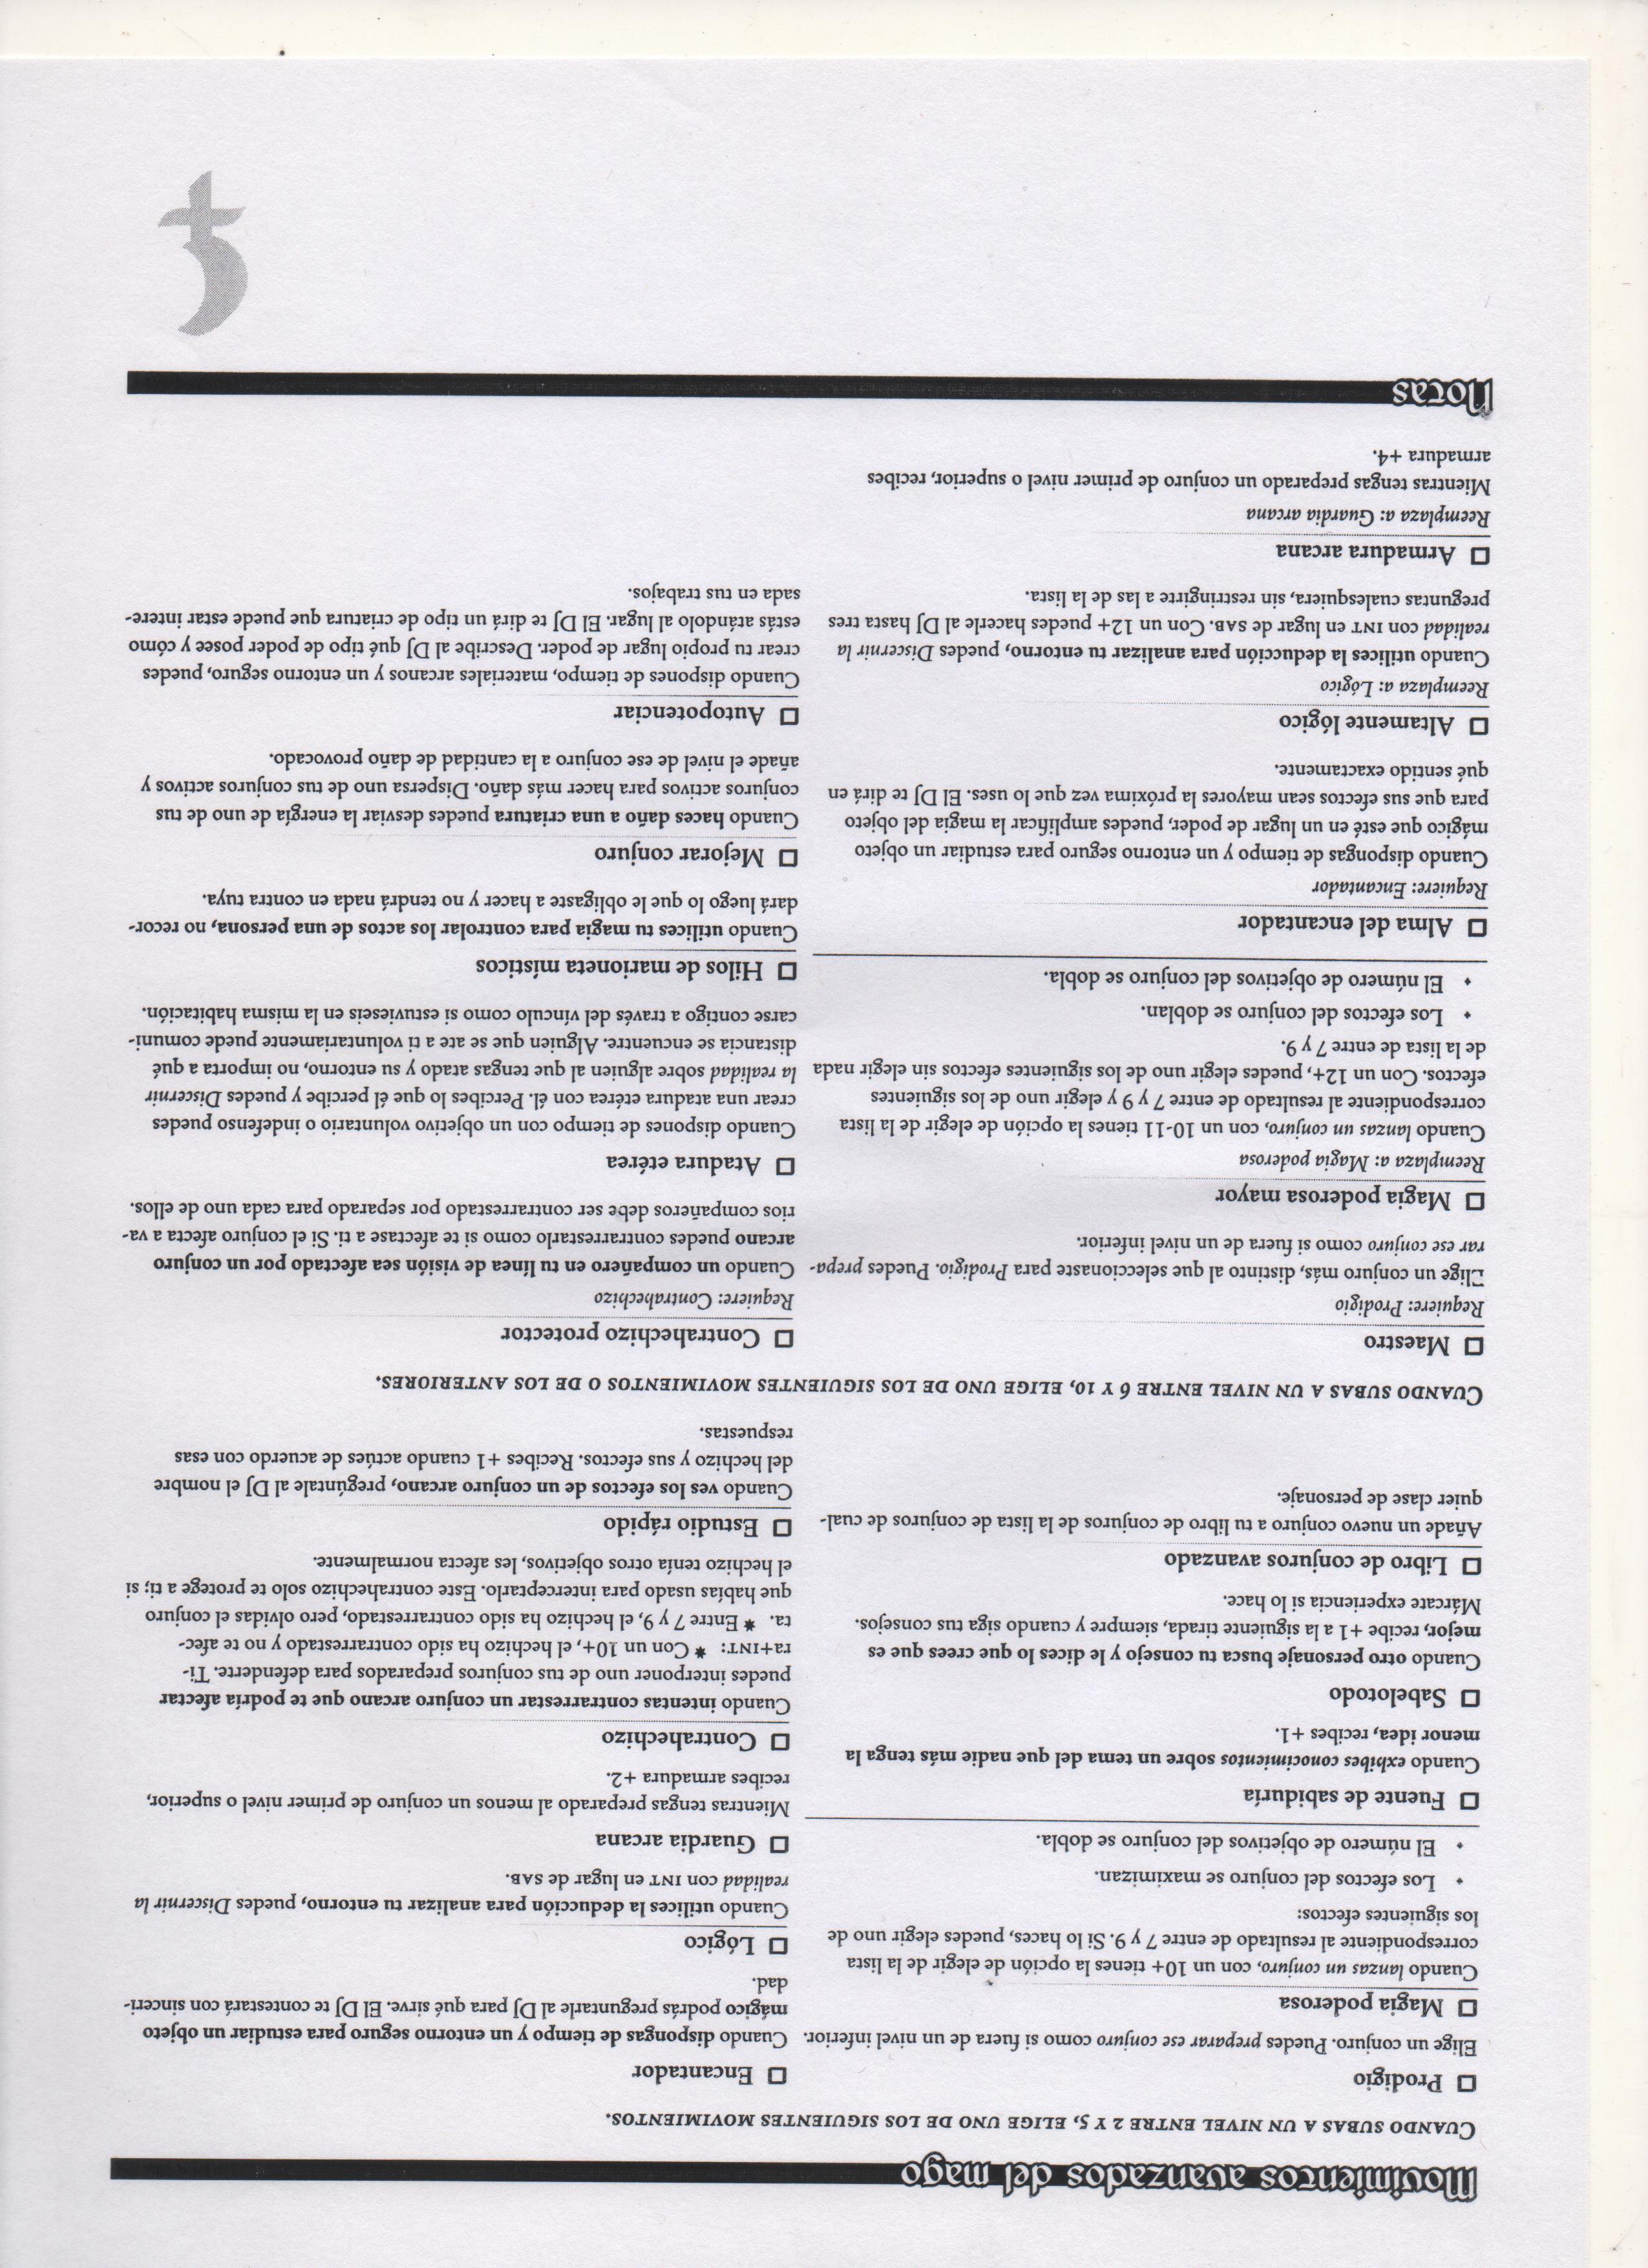 Movimientos avanzados del mago
Cuando subas a un nivel entre 2 y 5, elige uno de los siguientes movimientos.
Prodigio
Elige un conjuro. Puedes preparar ese conjuro como si fuera de un nivel inferior.
Magia poderosa
Cuando lanzas un conjuro, con un 10+ tienes la opción de elegir de la lista
correspondiente al resultado de entre 7 y 9. Si lo haces, puedes elegir uno de
los siguientes efectos:
• Los efectos del conjuro se maximizan.
• El número de objetivos del conjuro se dobla.
Fuente de sabiduría
Cuando exhibes conocimientos sobre un tema del que nadie más tenga la
menor idea, recibes +1.
Sabelotodo
Cuando otro personaje busca tu consejo y le dices lo que crees que es
mejor, recibe +1 a la siguiente tirada, siempre y cuando siga tus consejos.
Márcate experiencia si lo hace.
Libro de conjuros avanzado
Añade un nuevo conjuro a tu libro de conjuros de la lista de conjuros de cual-
quier clase de personaje.
Encantador
Cuando dispongas de tiempo y un entorno seguro para estudiar un objeto
mágico podrás preguntarle al DJ para qué sirve. El DJ te contestará con sinceri-
dad.
Lógico
Cuando utilices la deducción para analizar tu entorno, puedes Discernir la
realidad con INT en lugar de SAB.
Guardia arcana
Mientras tengas preparado al menos un conjuro de primer nivel o superior,
recibes armadura +2.
Contrahechizo
Cuando intentas contrarrestar un conjuro arcano que te podría afectar
puedes interponer uno de tus conjuros preparados para defenderte. Ti-
ra+INT: * Con un 10+, el hechizo ha sido contrarrestado y no te afec-
ta. * Entre 7 y 9, el hechizo ha sido contrarrestado, pero olvidas el conjuro
que habías usado para interceptarlo. Este contrahechizo solo te protege a ti; si
el hechizo tenía otros objetivos, les afecta normalmente.
Estudio rápido
Cuando ves los efectos de un conjuro arcano, pregúntale al DJ el nombre
del hechizo y sus efectos. Recibes +1 cuando actúes de acuerdo con esas
respuestas.
Cuando subas a un nivel entre 6 y 10, elige uno de los siguientes movimientos o de los anteriores.
Maestro
Requiere: Prodigio
Elige un conjuro más, distinto al que seleccionaste para Prodigio. Puedes prepa-
rar ese conjuro como si fuera de un nivel inferior.
Magia poderosa mayor
Reemplaza a: Magia poderosa
Cuando lanzas un conjuro, con un 10-11 tienes la opción de elegir de la lista
correspondiente al resultado de entre 7 y 9 y elegir uno de los siguientes
efectos. Con un 12+, puedes elegir uno de los siguientes efectos sin elegir nada
de la lista de entre 7 y 9.
• Los efectos del conjuro se doblan.
• El número de objetivos del conjuro se dobla.
Alma del encantador
Requiere: Encantador
Cuando dispongas de tiempo y un entorno seguro para estudiar un objeto
mágico que esté en un lugar de poder, puedes amplificar la magia del objeto
para que sus efectos sean mayores la próxima vez que lo uses. El DJ te dirá en
qué sentido exactamente.
Altamente lógico
Reemplaza a: Lógico
Cuando utilices la deducción para analizar tu entorno, puedes Discernir la
realidad con INT en lugar de SAB. Con un 12+ puedes hacerle al DJ hasta tres
preguntas cualesquiera, sin restringirte a las de la lista.
Armadura arcana
Reemplaza a: Guardia arcana
Mientras tengas preparado un conjuro de primer nivel o superior, recibes
armadura +4.
Contrahechizo protector
Requiere: Contrahechizo
Cuando un compañero en tu línea de visión sea afectado por un conjuro
arcano puedes contrarrestarlo como si te afectase a ti. Si el conjuro afecta a va-
rios compañeros debe ser contrarrestado por separado para cada uno de ellos.
Atadura etérea
Cuando dispones de tiempo con un objetivo voluntario o indefenso puedes
crear una atadura etérea con él. Percibes lo que él percibe y puedes Discernir
la realidad sobre alguien al que tengas atado y su entorno, no importa a qué
distancia se encuentre. Alguien que se ate a ti voluntariamente puede comuni-
carse contigo a través del vínculo como si estuvieseis en la misma habitación.
Hilos de marioneta místicos
Cuando utilices tu magia para controlar los actos de una persona, no recor-
dará luego lo que le obligaste a hacer y no tendrá nada en contra tuya.
Mejorar conjuro
Cuando haces daño a una criatura puedes desviar la energía de uno de tus
conjuros activos para hacer más daño. Dispersa uno de tus conjuros activos y
añade el nivel de ese conjuro a la cantidad de daño provocado.
Autopotenciar
Cuando dispones de tiempo, materiales arcanos y un entorno seguro, puedes
crear tu propio lugar de poder. Describe al DJ qué tipo de poder posee y cómo
estás atándolo al lugar. El DJ te dirá un tipo de criatura que puede estar intere-
sada en tus trabajos.
Notas